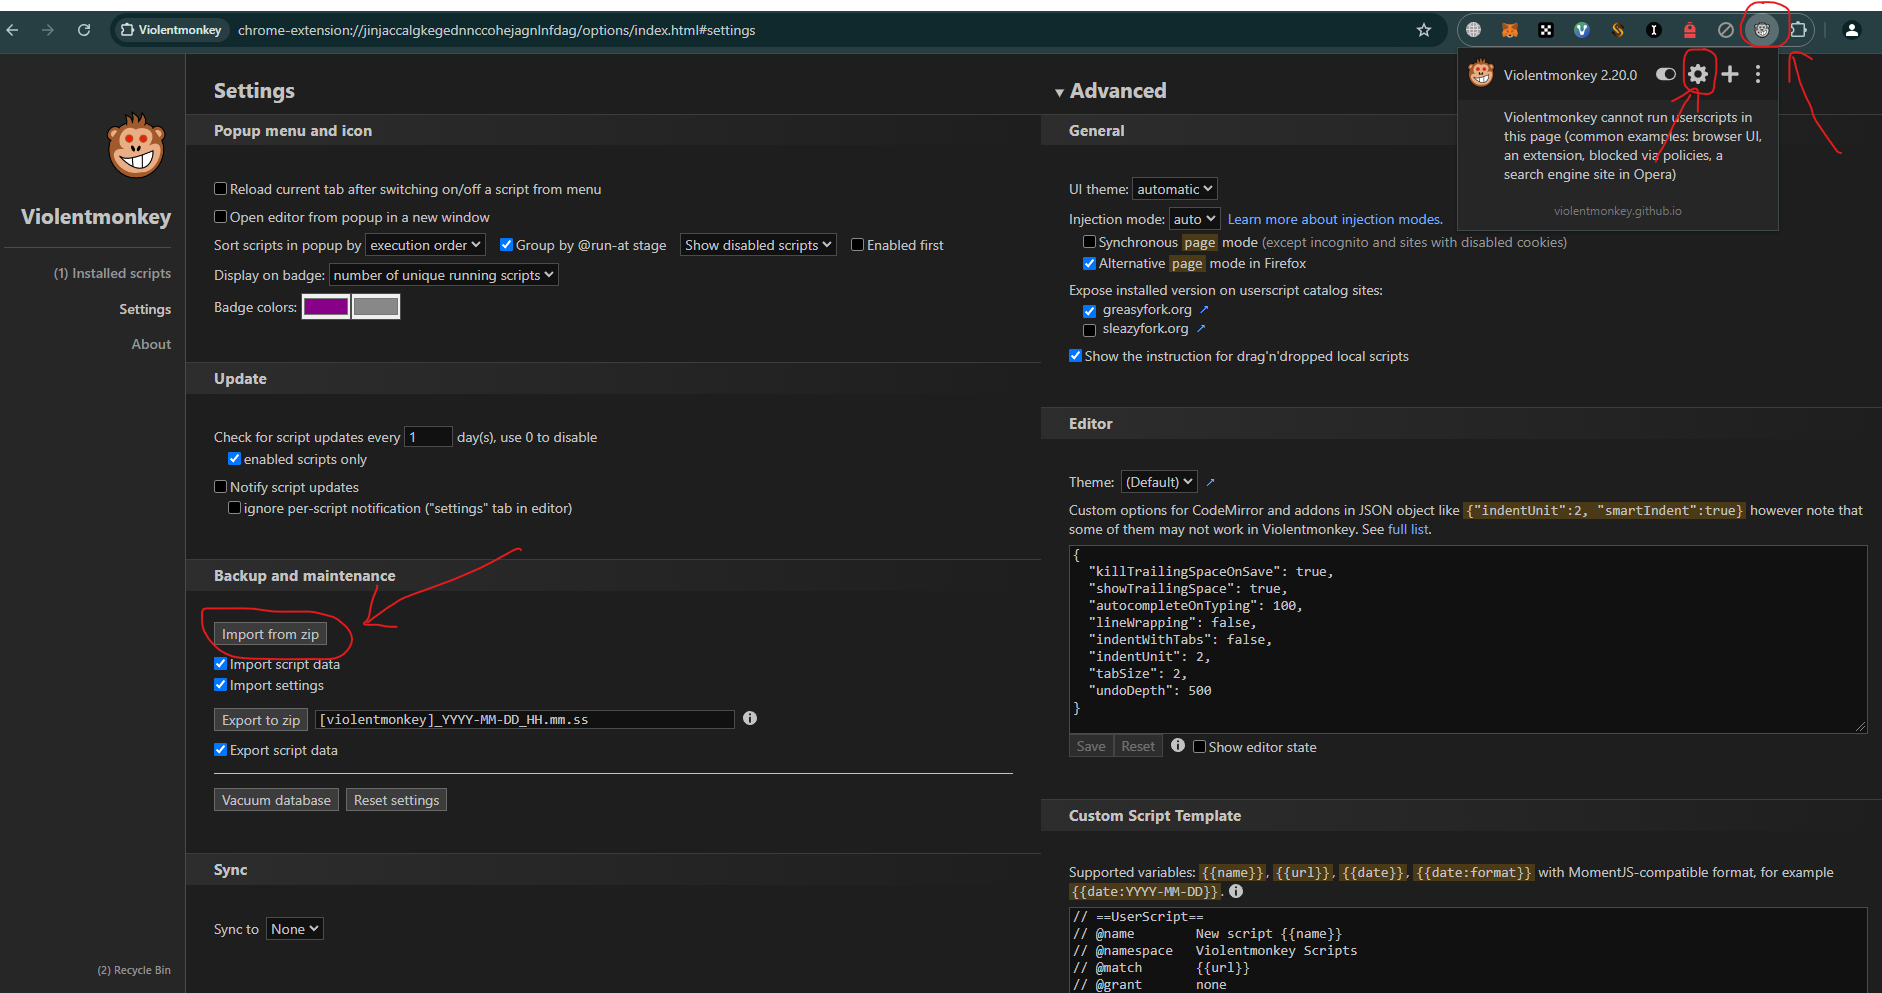 Violentmonkey
chrome-extension://jinjaccalgkegednnccohejagnlnfdag/options/index.html#settings
Violentmonkey 2.20.0
Violentmonkey cannot run userscripts in
this page (common examples: browser UI,
an extension, blocked via policies, a
search engine site in Opera)
violentmonkey.github.io
Violentmonkey
(1) Installed scripts
Settings
About
(2) Recycle Bin
Settings
Popup menu and icon
Reload current tab after switching on/off a script from menu
Open editor from popup in a new window
Sort scripts in popup by execution order Group by @run-at stage Show disabled scripts Enabled first
Display on badge: number of unique running scripts
Badge colors:
Update
Check for script updates every 1 day(s), use 0 to disable
enabled scripts only
Notify script updates
ignore per-script notification ("settings" tab in editor)
Backup and maintenance
Import from zip
Import script data
Import settings
Export to zip [violentmonkey]_YYYY-MM-DD_HH.mm.ss
Export script data
Vacuum database Reset settings
Sync
Sync to None
Advanced
General
UI theme: automatic
Injection mode: auto Learn more about injection modes.
Synchronous page mode (except incognito and sites with disabled cookies)
Alternative page mode in Firefox
Expose installed version on userscript catalog sites:
greasyfork.org ↗
sleazyfork.org ↗
Show the instruction for drag'n'dropped local scripts
Editor
Theme: (Default) ↗
Custom options for CodeMirror and addons in JSON object like {"indentUnit":2, "smartIndent":true} however note that
some of them may not work in Violentmonkey. See full list.
{
"killTrailingSpaceOnSave": true,
"showTrailingSpace": true,
"autocompleteOnTyping": 100,
"lineWrapping": false,
"indentWithTabs": false,
"indentUnit": 2,
"tabSize": 2,
"undoDepth": 500
}
Save Reset Show editor state
Custom Script Template
Supported variables: {{name}}, {{url}}, {{date}}, {{date:format}} with MomentJS-compatible format, for example
{{date:YYYY-MM-DD}}.
// ==UserScript==
// @name New script {{name}}
// @namespace Violentmonkey Scripts
// @match {{url}}
// @grant none